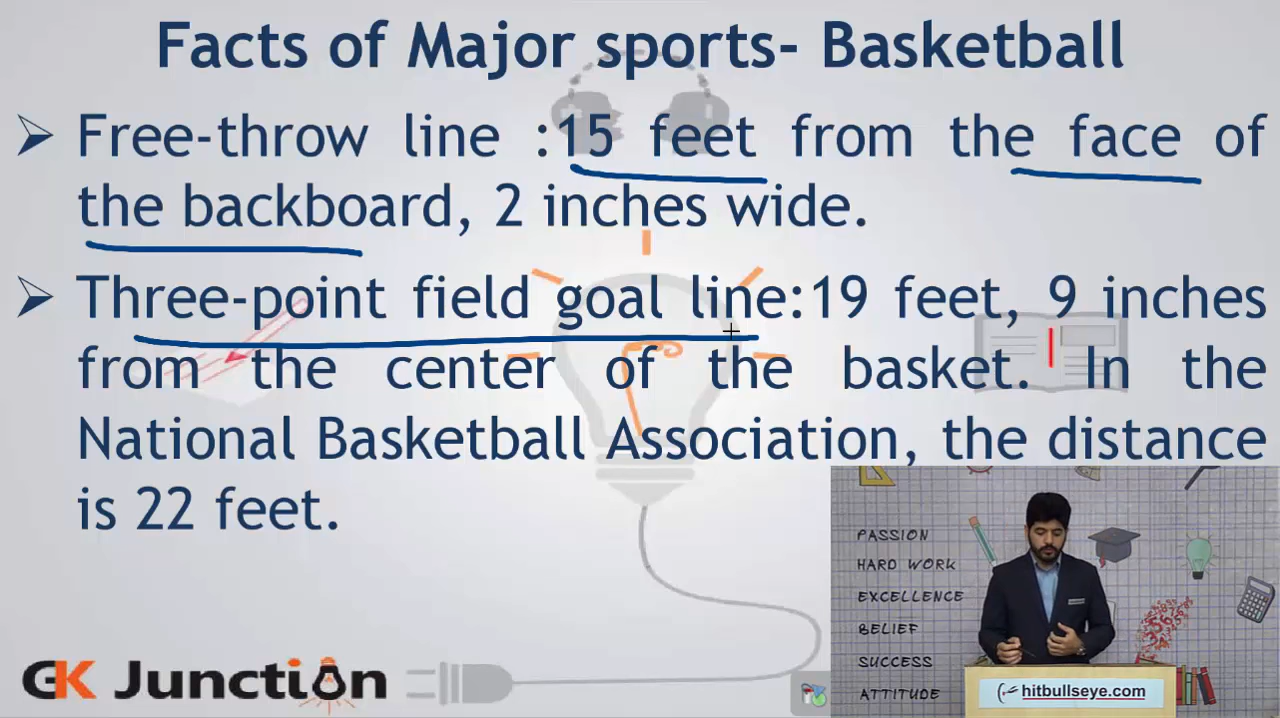 Facts of Major sports- Basketball
➢ Free-throw line :15 feet from the face of
the backboard, 2 inches wide.
➢ Three-point field goal line:19 feet, 9 inches
from the center of the basket. In the
National Basketball Association, the distance
is 22 feet.
PASSION
HARD WORK
EXCELLENCE
BELIEF
SUCCESS
ATTITUDE
GK Junction
hitbullseye.com